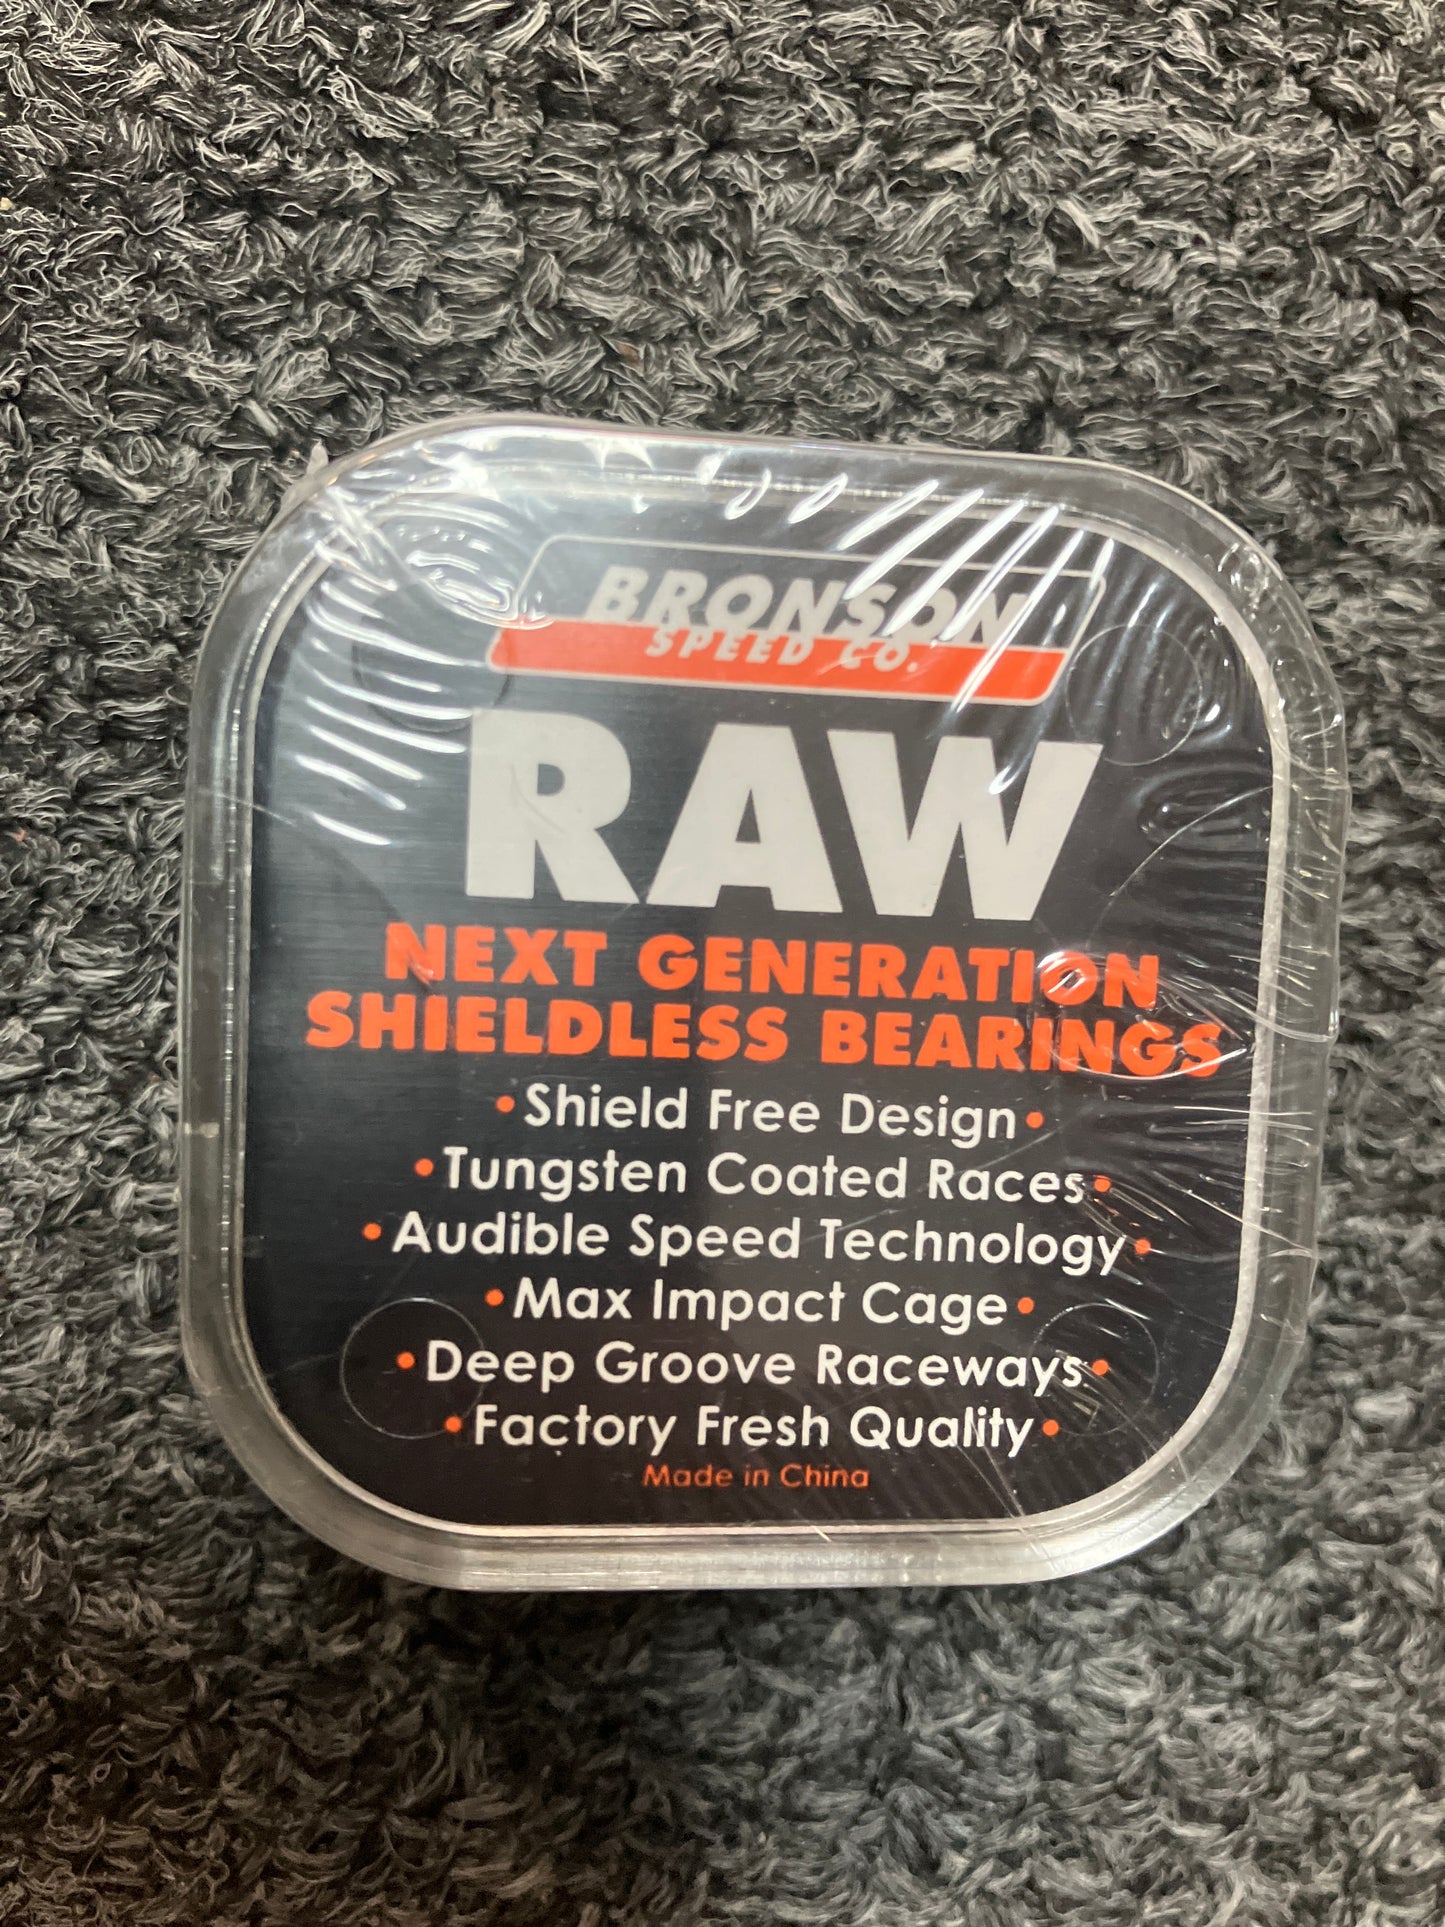 BRONSON
SPEED CO.
RAW
NEXT GENERATION
SHIELDLESS BEARINGS
• Shield Free Design •
• Tungsten Coated Races •
• Audible Speed Technology •
• Max Impact Cage •
• Deep Groove Raceways •
• Factory Fresh Quality •
Made in China